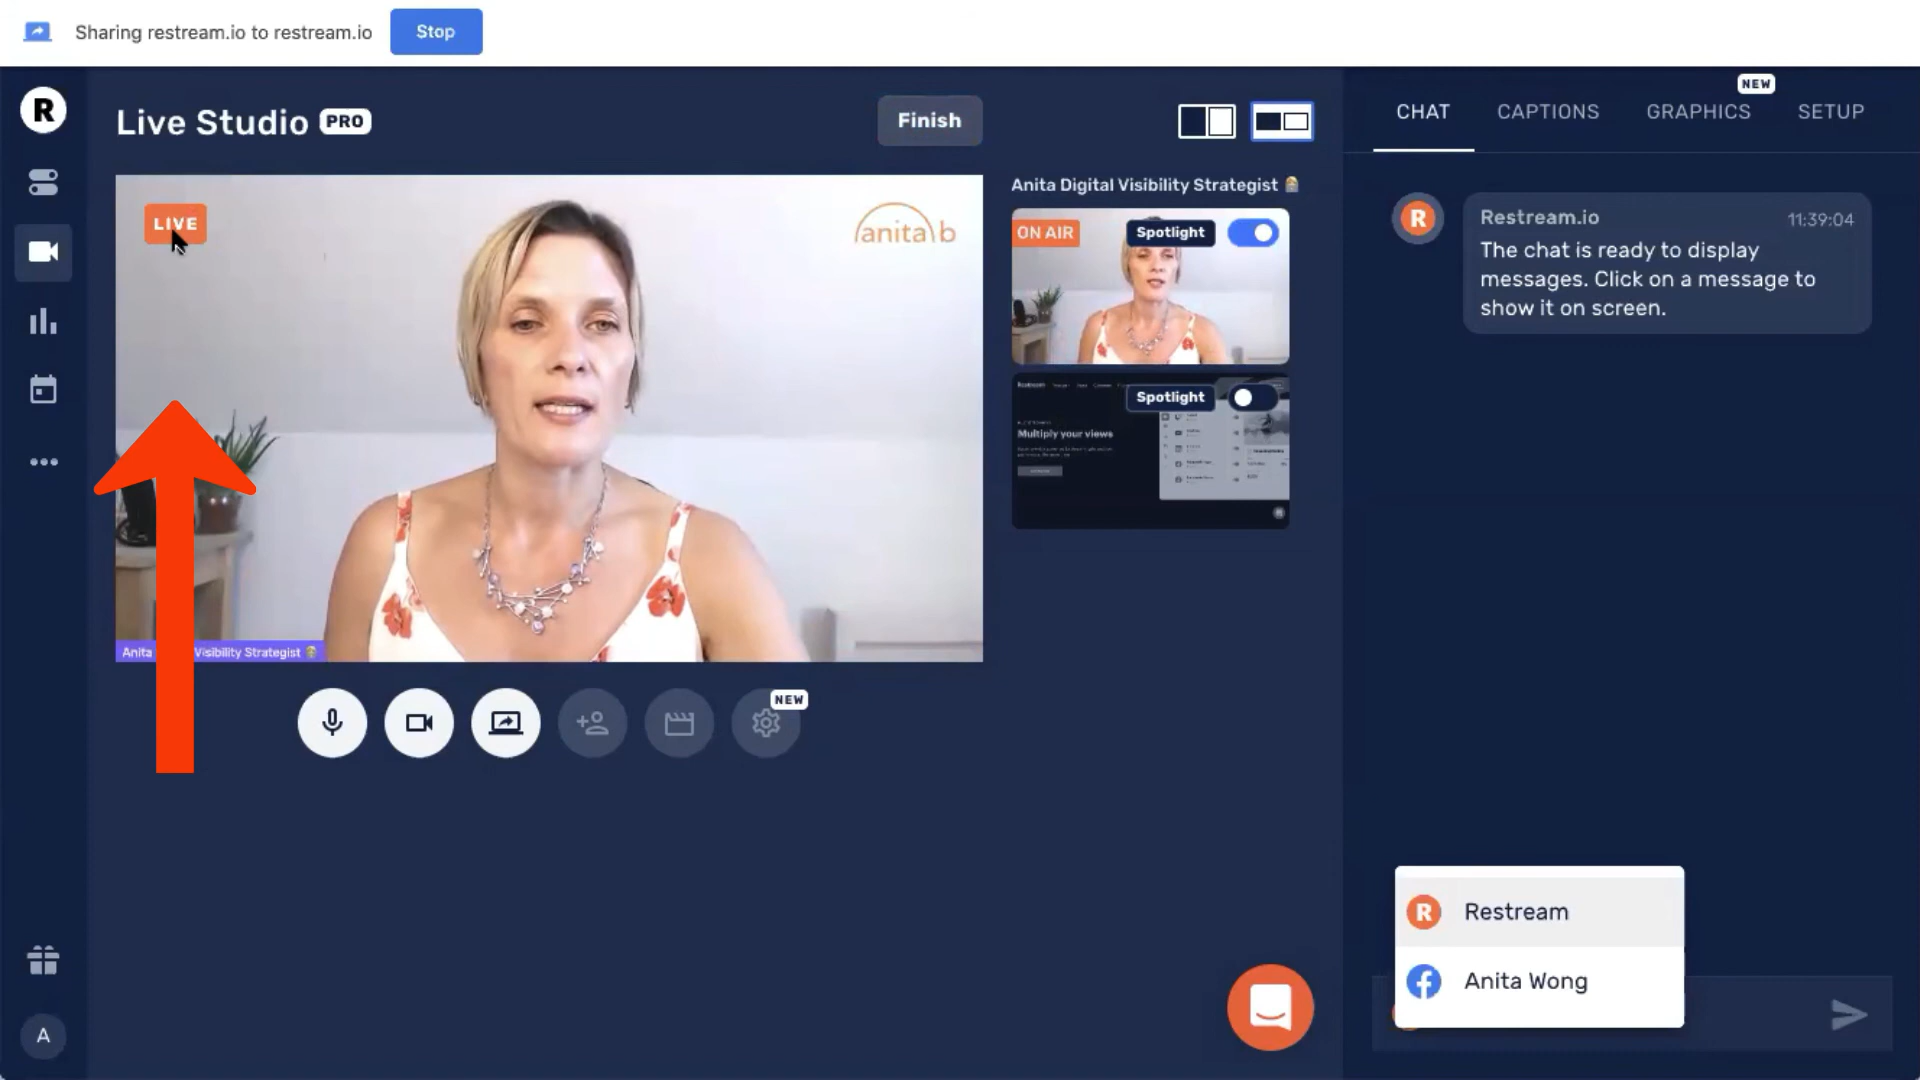 Sharing restream.io to restream.io
Stop
R
Live Studio PRO
Finish
CHAT
CAPTIONS
GRAPHICS
NEW
SETUP
LIVE
anita b
Anita Digital Visibility Strategist
ON AIR
Spotlight
Spotlight
Multiply your views
R
Restream.io
11:39:04
The chat is ready to display
messages. Click on a message to
show it on screen.
Anita
Visibility Strategist
NEW
R
Restream
Anita Wong
A